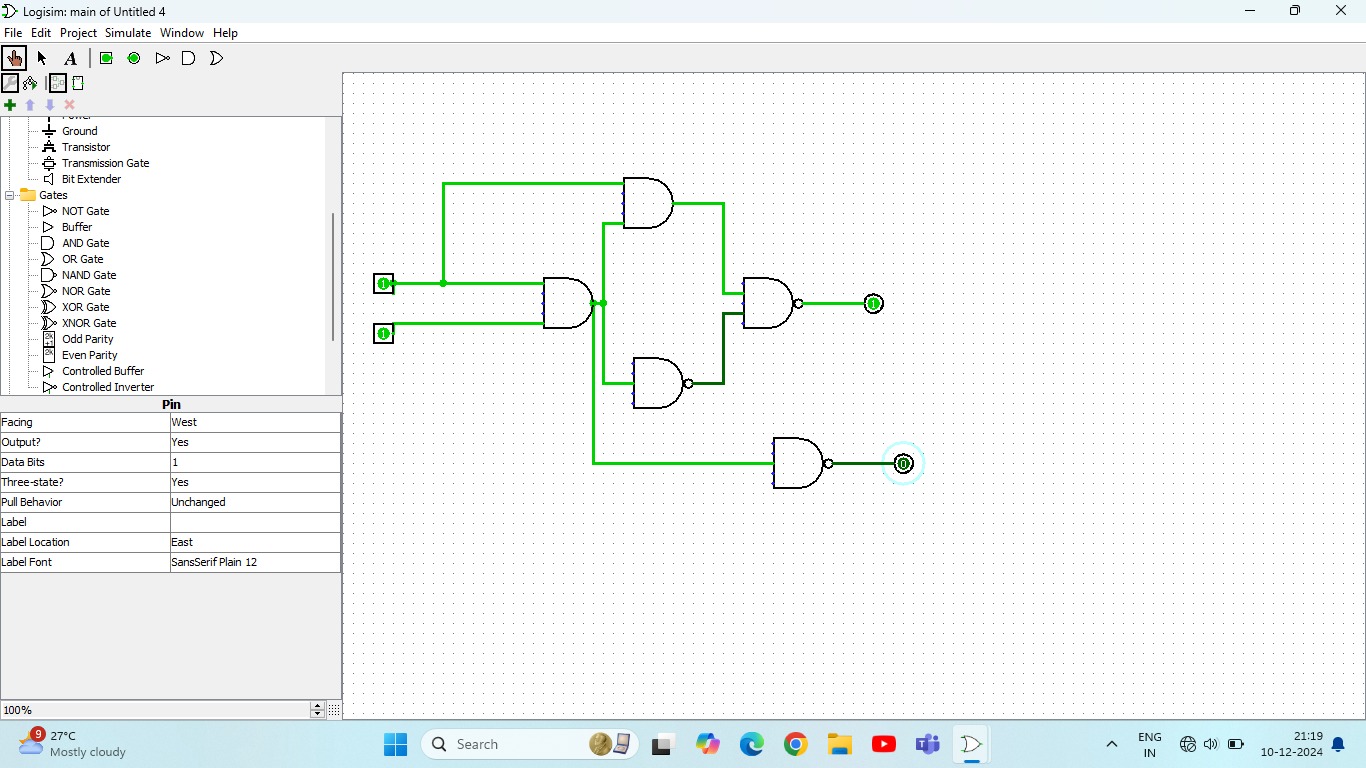 Logisim: main of Untitled 4
File Edit Project Simulate Window Help
A
Power
Ground
Transistor
Transmission Gate
Bit Extender
Gates
NOT Gate
Buffer
AND Gate
OR Gate
NAND Gate
NOR Gate
XOR Gate
XNOR Gate
Odd Parity
Even Parity
Controlled Buffer
Controlled Inverter
Pin
Facing West
Output? Yes
Data Bits 1
Three-state? Yes
Pull Behavior Unchanged
Label
Label Location East
Label Font SansSerif Plain 12
100%
1
1
1
0
9
27°C
Mostly cloudy
Search
ENG
IN
21:19
10-12-2024